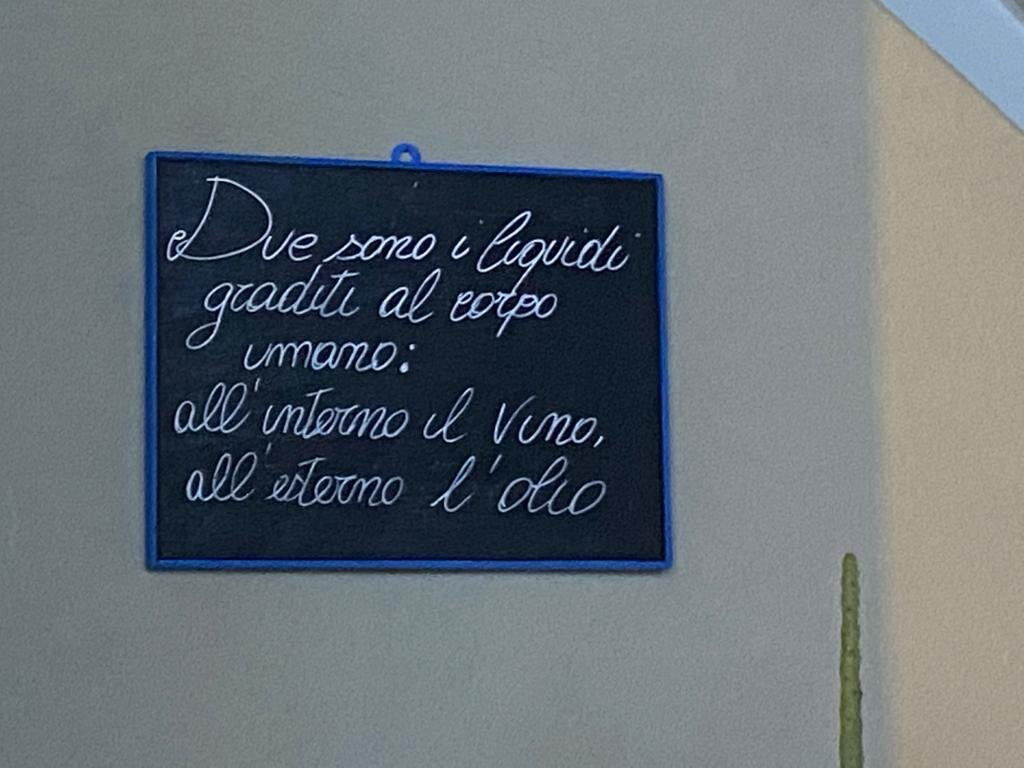 Due sono i liquidi
graditi al corpo
umano:
all'interno il Vino,
all'esterno l'olio